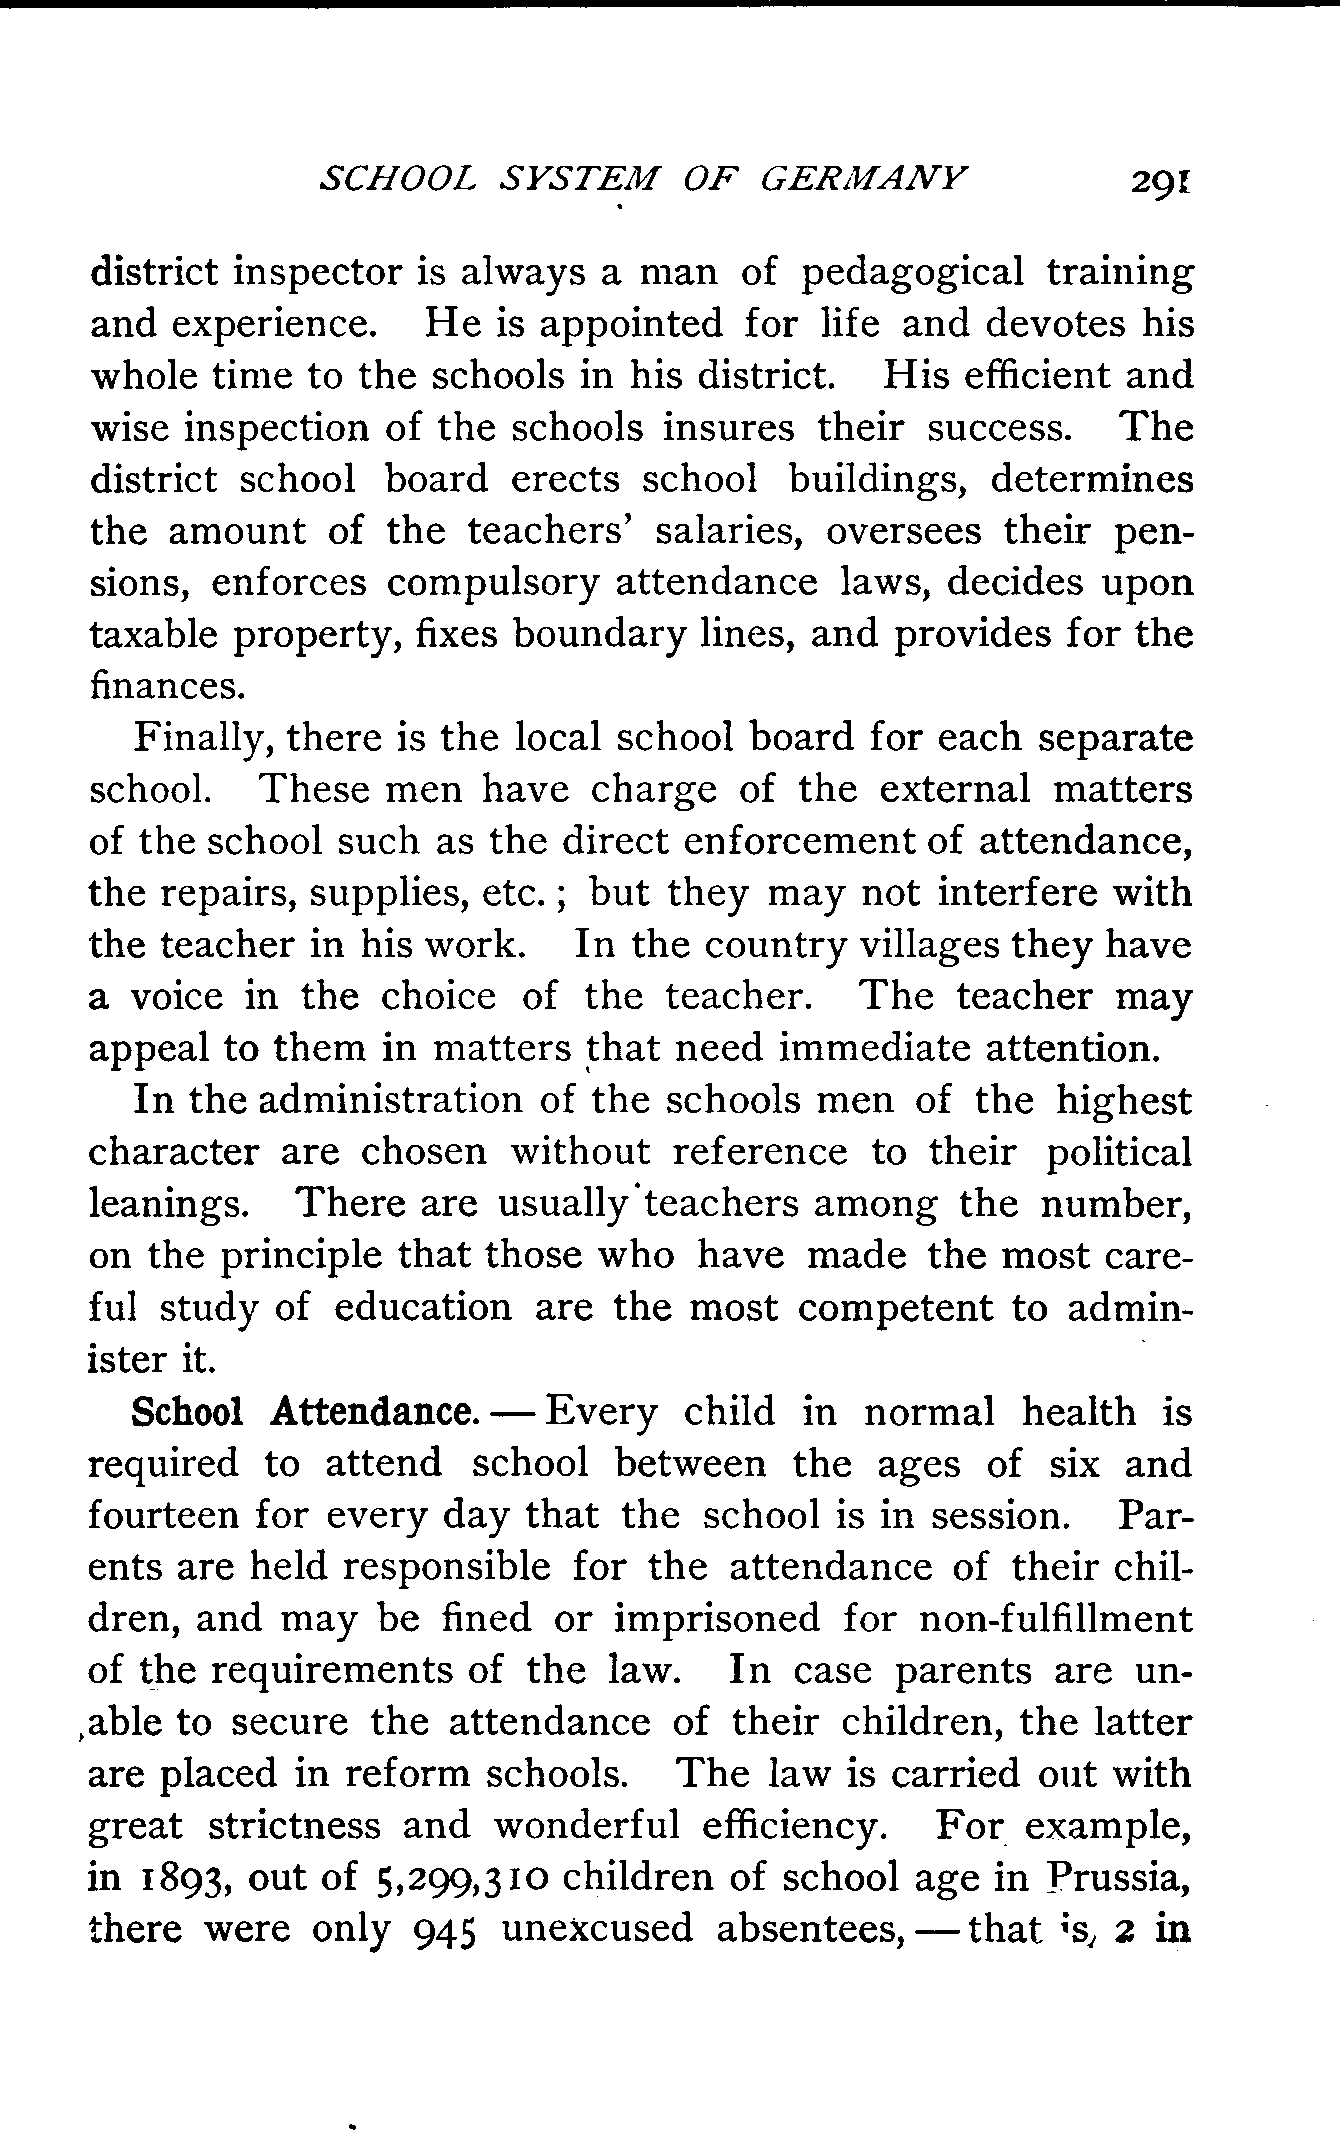 SCHOOL SYSTEM OF GERMANY 291
district inspector is always a man of pedagogical training
and experience. He is appointed for life and devotes his
whole time to the schools in his district. His efficient and
wise inspection of the schools insures their success. The
district school board erects school buildings, determines
the amount of the teachers' salaries, oversees their pen-
sions, enforces compulsory attendance laws, decides upon
taxable property, fixes boundary lines, and provides for the
finances.
Finally, there is the local school board for each separate
school. These men have charge of the external matters
of the school such as the direct enforcement of attendance,
the repairs, supplies, etc. ; but they may not interfere with
the teacher in his work. In the country villages they have
a voice in the choice of the teacher. The teacher may
appeal to them in matters that need immediate attention.
In the administration of the schools men of the highest
character are chosen without reference to their political
leanings. There are usually teachers among the number,
on the principle that those who have made the most care-
ful study of education are the most competent to admin-
ister it.
School Attendance. — Every child in normal health is
required to attend school between the ages of six and
fourteen for every day that the school is in session. Par-
ents are held responsible for the attendance of their chil-
dren, and may be fined or imprisoned for non-fulfillment
of the requirements of the law. In case parents are un-
able to secure the attendance of their children, the latter
are placed in reform schools. The law is carried out with
great strictness and wonderful efficiency. For example,
in 1893, out of 5,299,310 children of school age in Prussia,
there were only 945 unexcused absentees, — that is, 2 in